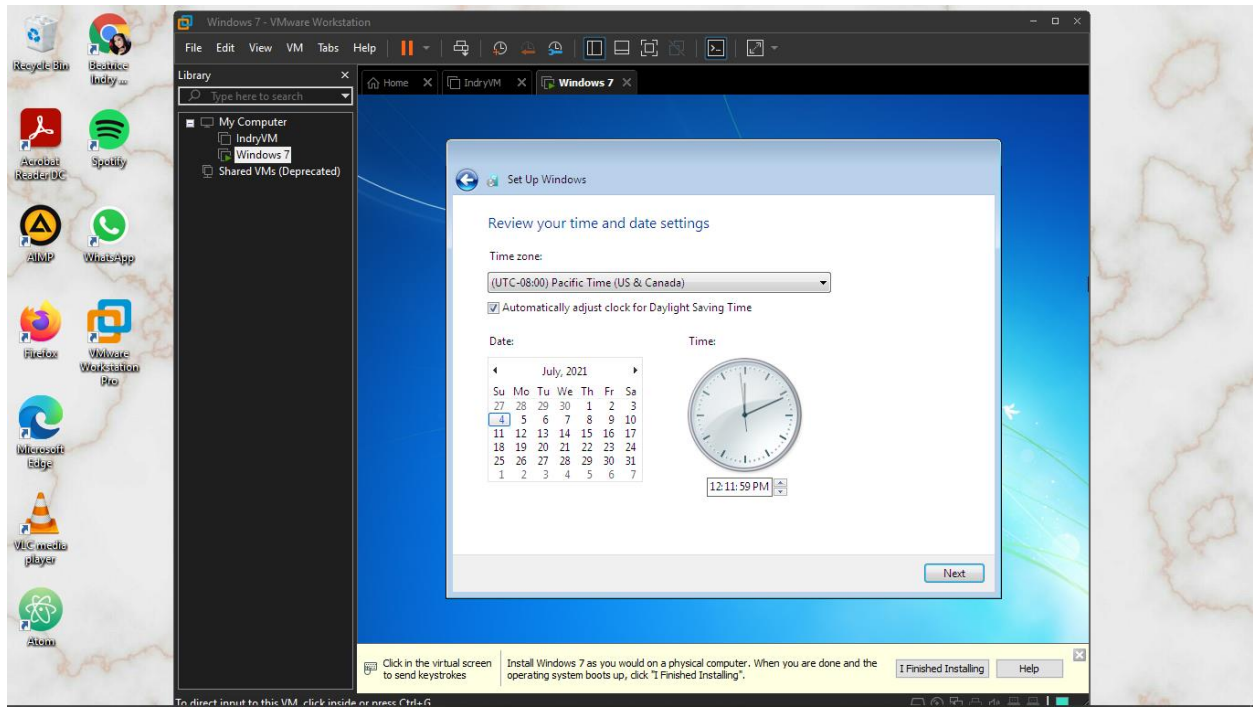 Recycle Bin
Beatrice
Indry ...
Acrobat
Reader DC
Spotify
AIMP
WhatsApp
Firefox
VMware
Workstation
Pro
Microsoft
Edge
VLC media
player
Atom
Windows 7 - VMware Workstation
File Edit View VM Tabs Help
Library
Type here to search
My Computer
IndryVM
Windows 7
Shared VMs (Deprecated)
Home IndryVM Windows 7
Set Up Windows
Review your time and date settings
Time zone:
(UTC-08:00) Pacific Time (US & Canada)
Automatically adjust clock for Daylight Saving Time
Date:
July, 2021
Su Mo Tu We Th Fr Sa
27 28 29 30 1 2 3
4 5 6 7 8 9 10
11 12 13 14 15 16 17
18 19 20 21 22 23 24
25 26 27 28 29 30 31
1 2 3 4 5 6 7
Time:
12:11:59 PM
Next
Click in the virtual screen
to send keystrokes
Install Windows 7 as you would on a physical computer. When you are done and the
operating system boots up, click "I Finished Installing".
I Finished Installing
Help
To direct input to this VM, click inside or press Ctrl+G.